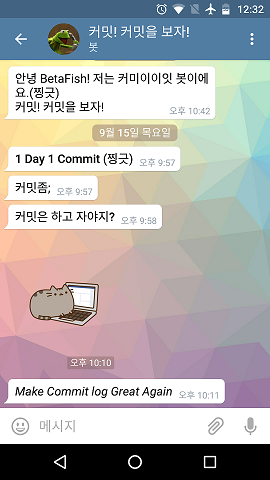 12:32
커밋! 커밋을 보자!
봇
안녕 BetaFish! 저는 커미이이잇 봇이에
요.(찡긋)
커밋! 커밋을 보자!
오후 10:42
9월 15일 목요일
1 Day 1 Commit (찡긋) 오후 9:57
커밋좀; 오후 9:57
커밋은 하고 자야지? 오후 9:58
오후 10:10
Make Commit log Great Again 오후 10:11
메시지